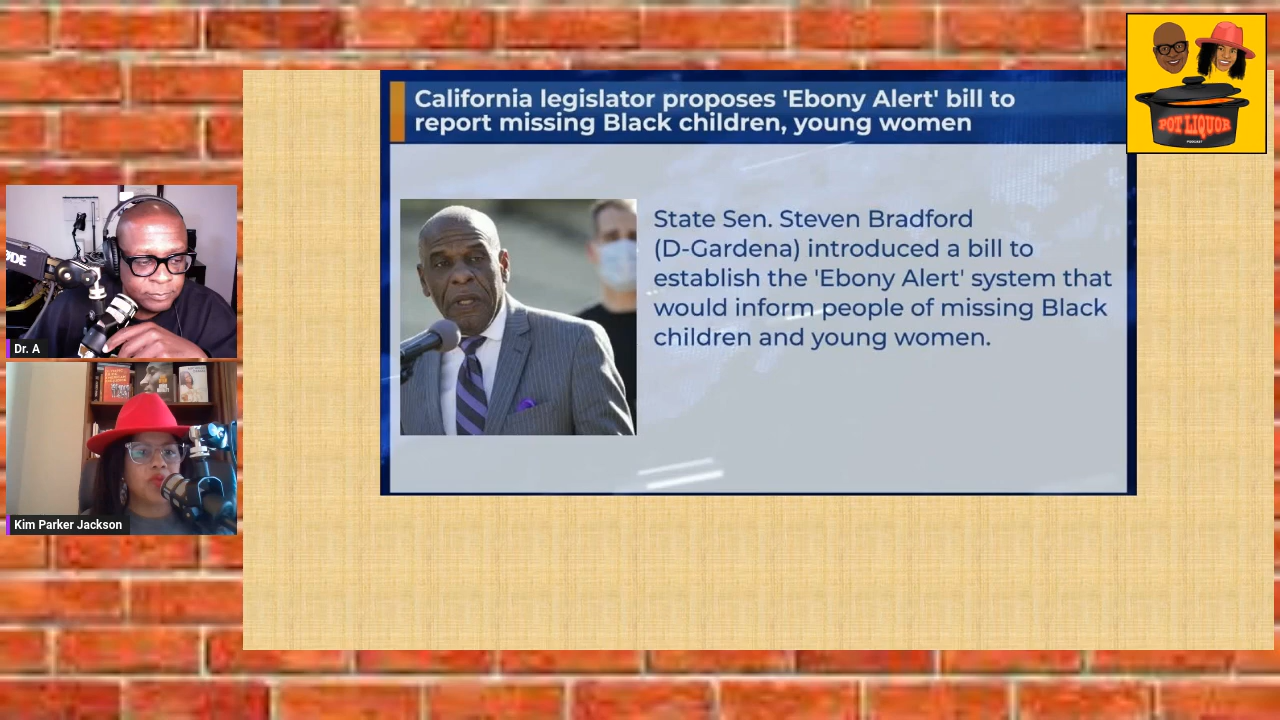 California legislator proposes 'Ebony Alert' bill to
report missing Black children, young women
State Sen. Steven Bradford
(D-Gardena) introduced a bill to
establish the 'Ebony Alert' system that
would inform people of missing Black
children and young women.
POT LIQUOR
PODCAST
Dr. A
Kim Parker Jackson